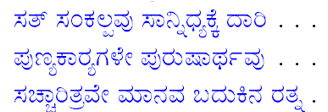 ಸತ್ ಸಂಕಲ್ಪವು ಸಾನ್ನಿಧ್ಯಕ್ಕೆ ದಾರಿ . . .
ಪುಣ್ಯಕಾರ್‍ಯಗಳೇ ಪುರುಷಾರ್ಥವು . . .
ಸಚ್ಚಾರಿತ್ರವೇ ಮಾನವ ಬದುಕಿನ ರತ್ನ .